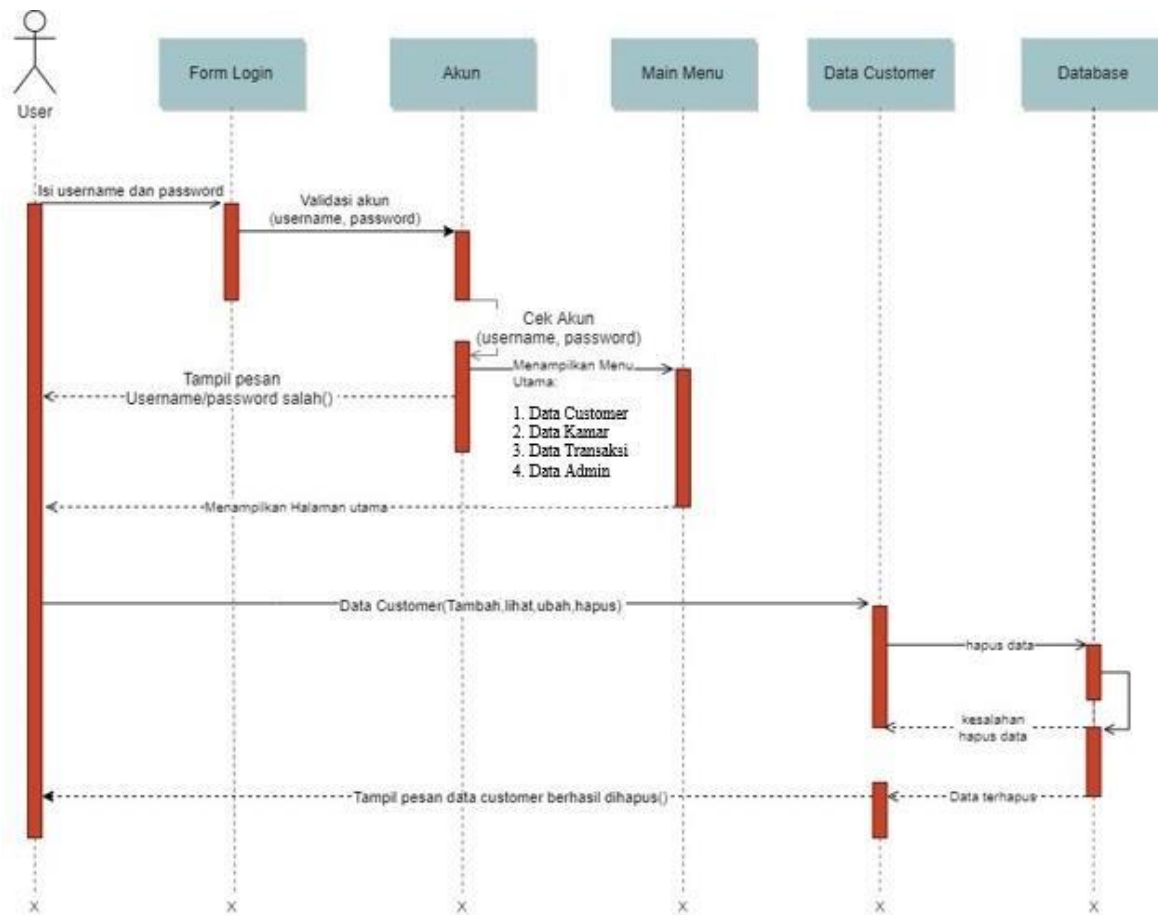 User
Form Login
Akun
Main Menu
Data Customer
Database
Isi username dan password
Validasi akun
(username, password)
Cek Akun
(username, password)
Menampilkan Menu
Utama:
1. Data Customer
2. Data Kamar
3. Data Transaksi
4. Data Admin
Tampil pesan
Username/password salah()
Menampilkan Halaman utama
Data Customer(Tambah,lihat,ubah,hapus)
hapus data
kesalahan
hapus data
Tampil pesan data customer berhasil dihapus()
Data terhapus
X X X X X X